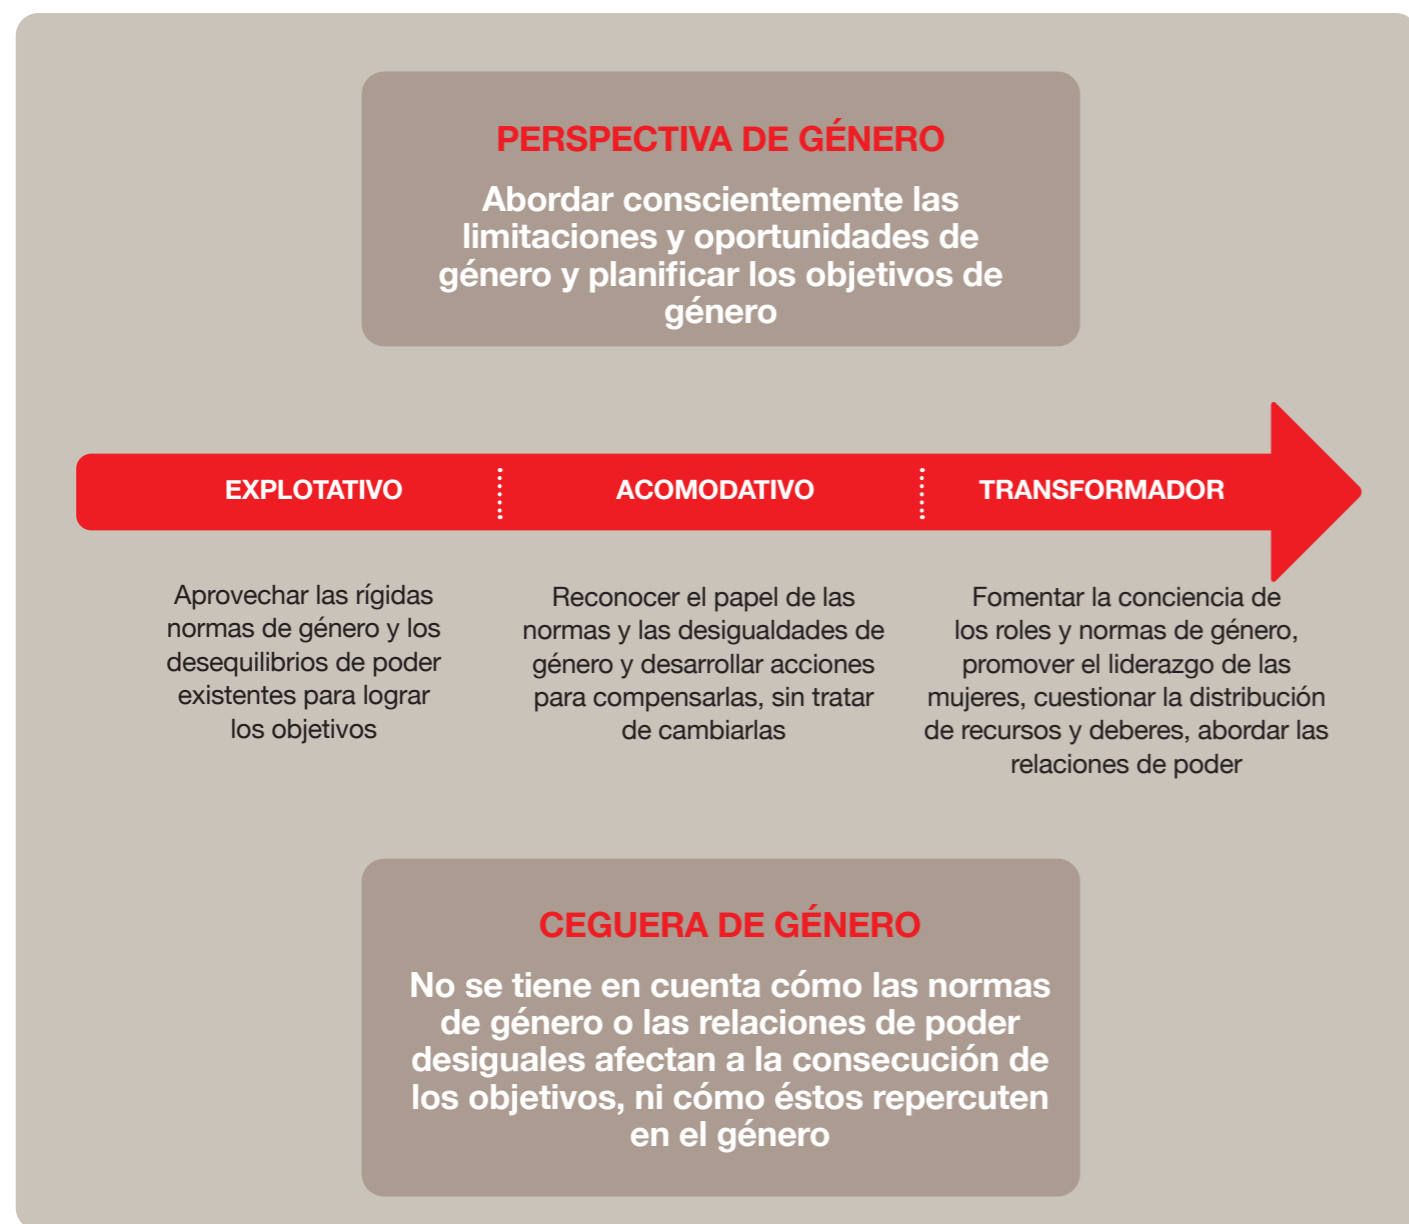 PERSPECTIVA DE GÉNERO
Abordar conscientemente las
limitaciones y oportunidades de
género y planificar los objetivos de
género
EXPLOTATIVO
ACOMODATIVO
TRANSFORMADOR
Aprovechar las rígidas
normas de género y los
desequilibrios de poder
existentes para lograr
los objetivos
Reconocer el papel de las
normas y las desigualdades de
género y desarrollar acciones
para compensarlas, sin tratar
de cambiarlas
Fomentar la conciencia de
los roles y normas de género,
promover el liderazgo de las
mujeres, cuestionar la distribución
de recursos y deberes, abordar las
relaciones de poder
CEGUERA DE GÉNERO
No se tiene en cuenta cómo las normas
de género o las relaciones de poder
desiguales afectan a la consecución de
los objetivos, ni cómo éstos repercuten
en el género